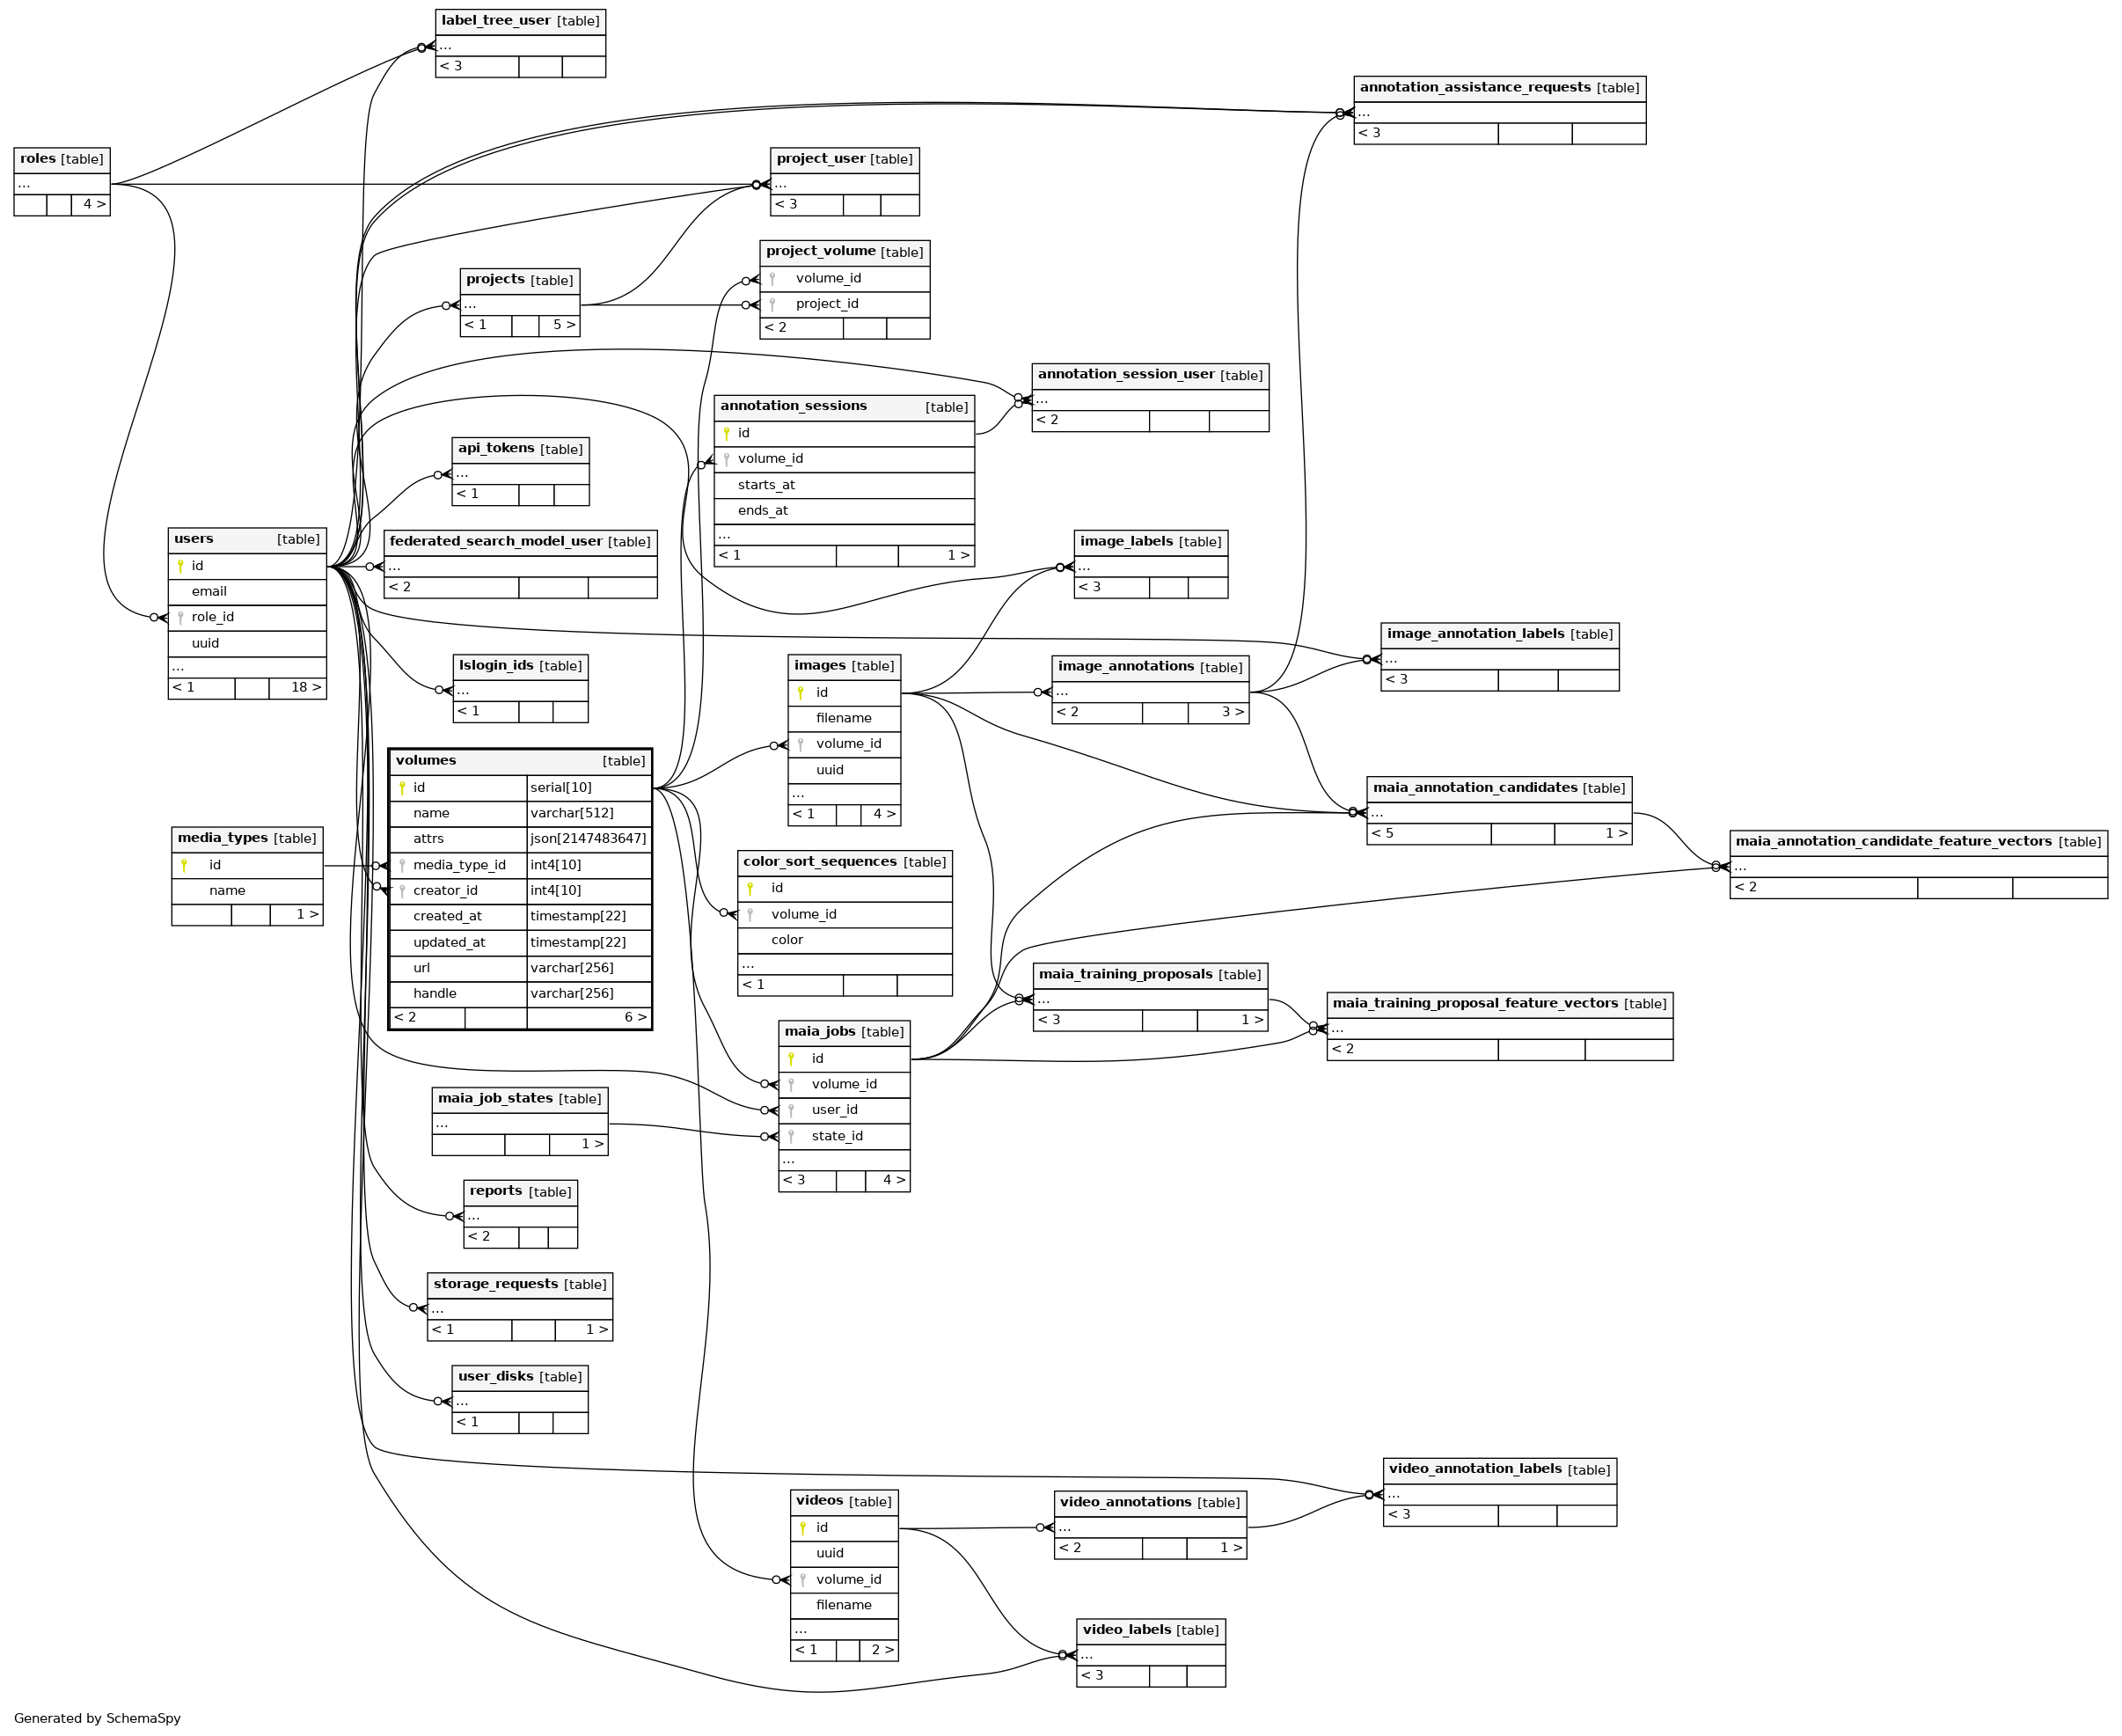 label_tree_user [table]
...
< 3
annotation_assistance_requests [table]
...
< 3
roles [table]
...
4 >
project_user [table]
...
< 3
project_volume [table]
volume_id
project_id
< 2
projects [table]
...
< 1 5 >
annotation_session_user [table]
...
< 2
annotation_sessions [table]
id
volume_id
starts_at
ends_at
...
< 1 1 >
api_tokens [table]
...
< 1
users [table]
id
email
role_id
uuid
...
< 1 18 >
federated_search_model_user [table]
...
< 2
image_labels [table]
...
< 3
image_annotation_labels [table]
...
< 3
lslogin_ids [table]
...
< 1
images [table]
id
filename
volume_id
uuid
...
< 1 4 >
image_annotations [table]
...
< 2 3 >
volumes [table]
id serial[10]
name varchar[512]
attrs json[2147483647]
media_type_id int4[10]
creator_id int4[10]
created_at timestamp[22]
updated_at timestamp[22]
url varchar[256]
handle varchar[256]
< 2 6 >
maia_annotation_candidates [table]
...
< 5 1 >
media_types [table]
id
name
1 >
maia_annotation_candidate_feature_vectors [table]
...
< 2
color_sort_sequences [table]
id
volume_id
color
...
< 1
maia_training_proposals [table]
...
< 3 1 >
maia_training_proposal_feature_vectors [table]
...
< 2
maia_jobs [table]
id
volume_id
user_id
state_id
...
< 3 4 >
maia_job_states [table]
...
1 >
reports [table]
...
< 2
storage_requests [table]
...
< 1 1 >
user_disks [table]
...
< 1
video_annotation_labels [table]
...
< 3
videos [table]
id
uuid
volume_id
filename
...
< 1 2 >
video_annotations [table]
...
< 2 1 >
video_labels [table]
...
< 3
Generated by SchemaSpy